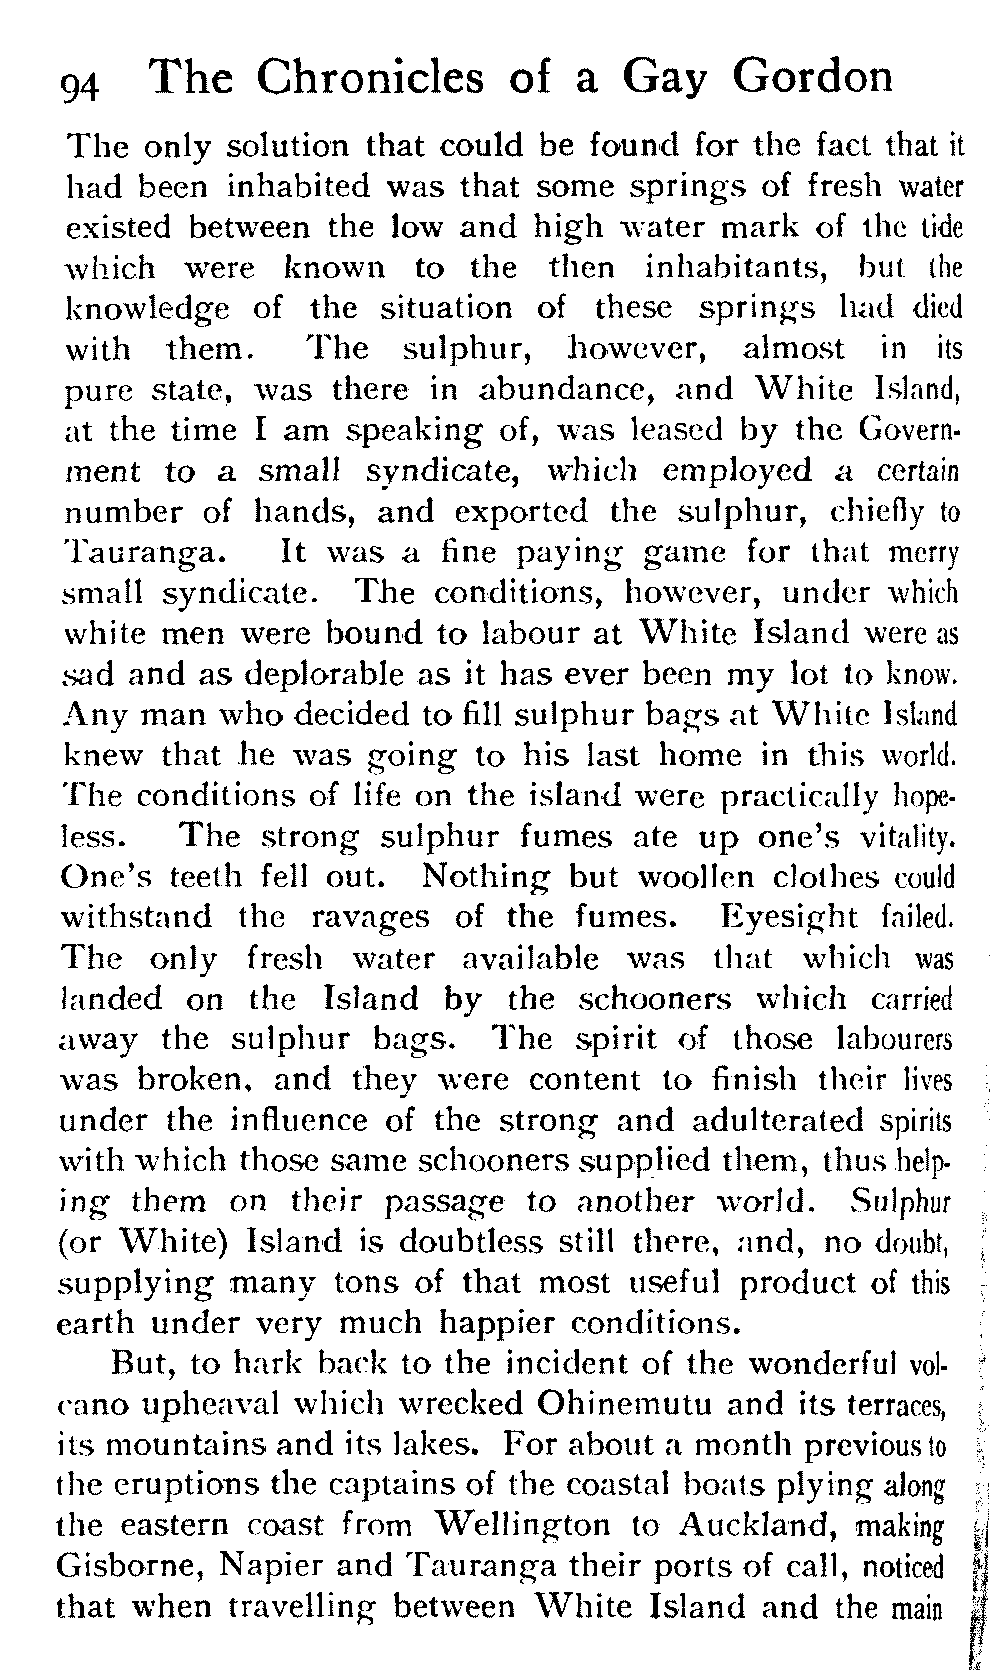 94 The Chronicles of a Gay Gordon
The only solution that could be found for the fact that it
had been inhabited was that some springs of fresh water
existed between the low and high water mark of the tide
which were known to the then inhabitants, but the
knowledge of the situation of these springs had died
with them. The sulphur, however, almost in its
pure state, was there in abundance, and White Island,
at the time I am speaking of, was leased by the Govern-
ment to a small syndicate, which employed a certain
number of hands, and exported the sulphur, chiefly to
Tauranga. It was a fine paying game for that merry
small syndicate. The conditions, however, under which
white men were bound to labour at White Island were as
sad and as deplorable as it has ever been my lot to know.
Any man who decided to fill sulphur bags at White Island
knew that he was going to his last home in this world.
The conditions of life on the island were practically hope-
less. The strong sulphur fumes ate up one's vitality.
One's teeth fell out. Nothing but woollen clothes could
withstand the ravages of the fumes. Eyesight failed.
The only fresh water available was that which was
landed on the Island by the schooners which carried
away the sulphur bags. The spirit of those labourers
was broken, and they were content to finish their lives
under the influence of the strong and adulterated spirits
with which those same schooners supplied them, thus help-
ing them on their passage to another world. Sulphur
(or White) Island is doubtless still there, and, no doubt,
supplying many tons of that most useful product of this
earth under very much happier conditions.
But, to hark back to the incident of the wonderful vol-
cano upheaval which wrecked Ohinemutu and its terraces,
its mountains and its lakes. For about a month previous to
the eruptions the captains of the coastal boats plying along
the eastern coast from Wellington to Auckland, making
Gisborne, Napier and Tauranga their ports of call, noticed
that when travelling between White Island and the main